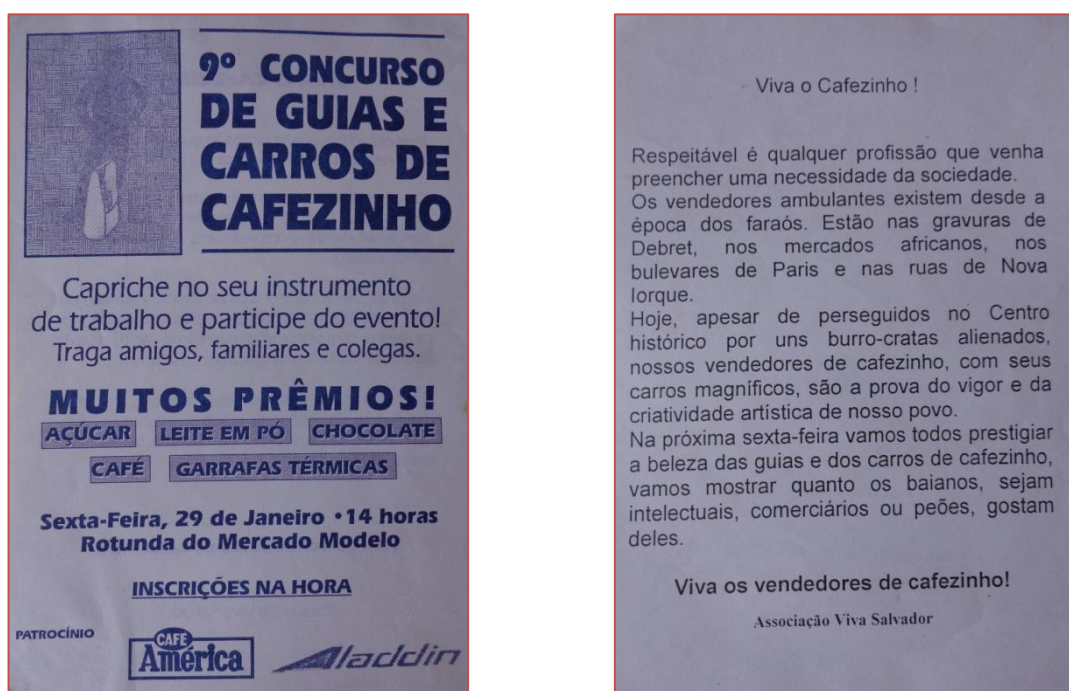 9º CONCURSO
DE GUIAS E
CARROS DE
CAFEZINHO
Capriche no seu instrumento
de trabalho e participe do evento!
Traga amigos, familiares e colegas.
MUITOS PRÊMIOS!
AÇÚCAR LEITE EM PÓ CHOCOLATE
CAFÉ GARRAFAS TÉRMICAS
Sexta-Feira, 29 de Janeiro • 14 horas
Rotunda do Mercado Modelo
INSCRIÇÕES NA HORA
PATROCÍNIO
CAFÉ
América
Aladdin
Viva o Cafezinho !
Respeitável é qualquer profissão que venha
preencher uma necessidade da sociedade.
Os vendedores ambulantes existem desde a
época dos faraós. Estão nas gravuras de
Debret, nos mercados africanos, nos
bulevares de Paris e nas ruas de Nova
Iorque.
Hoje, apesar de perseguidos no Centro
histórico por uns burro-cratas alienados,
nossos vendedores de cafezinho, com seus
carros magníficos, são a prova do vigor e da
criatividade artistica de nosso povo.
Na próxima sexta-feira vamos todos prestigiar
a beleza das guias e dos carros de cafezinho,
vamos mostrar quanto os baianos, sejam
intelectuais, comerciários ou peões, gostam
deles.
Viva os vendedores de cafezinho!
Associação Viva Salvador